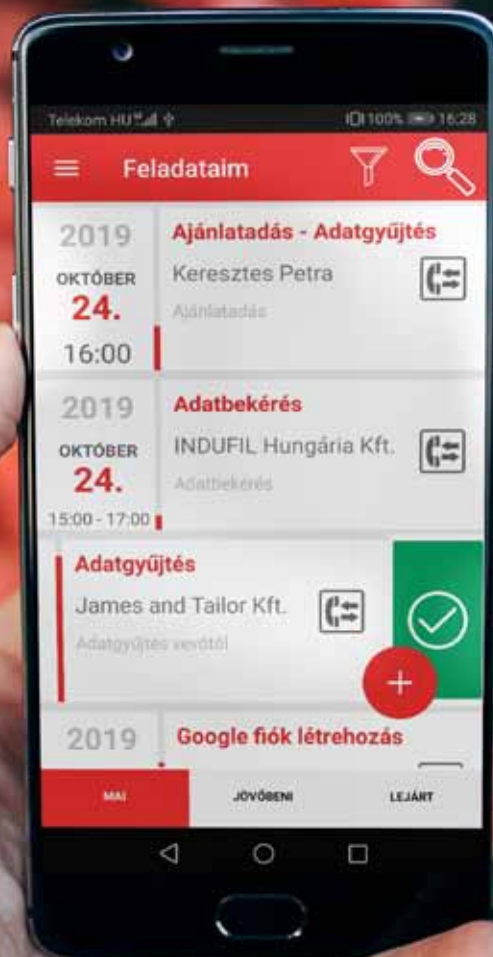 Telekom HU 100% 16:28
Feladataim
2019
OKTÓBER
24.
16:00
Ajánlatadás - Adatgyűjtés
Keresztes Petra
Ajánlatadás
2019
OKTÓBER
24.
15:00 - 17:00
Adatbekérés
INDUFIL Hungária Kft.
Adatbekérés
Adatgyűjtés
James and Tailor Kft.
Adatgyűjtés vevőtől
2019
Google fiók létrehozás
MAI
JÖVŐBENI
LEJÁRT